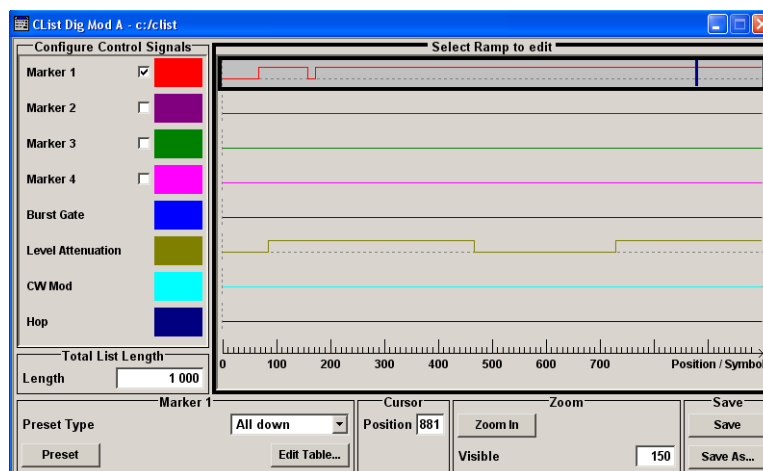 CList Dig Mod A - c:/clist
Configure Control Signals
Select Ramp to edit
Marker 1
Marker 2
Marker 3
Marker 4
Burst Gate
Level Attenuation
CW Mod
Hop
0 100 200 300 400 500 600 700 Position / Symbol
Total List Length
Length 1 000
Marker 1
Preset Type All down
Preset Edit Table...
Cursor
Position 881
Zoom
Zoom In
Visible 150
Save
Save
Save As...